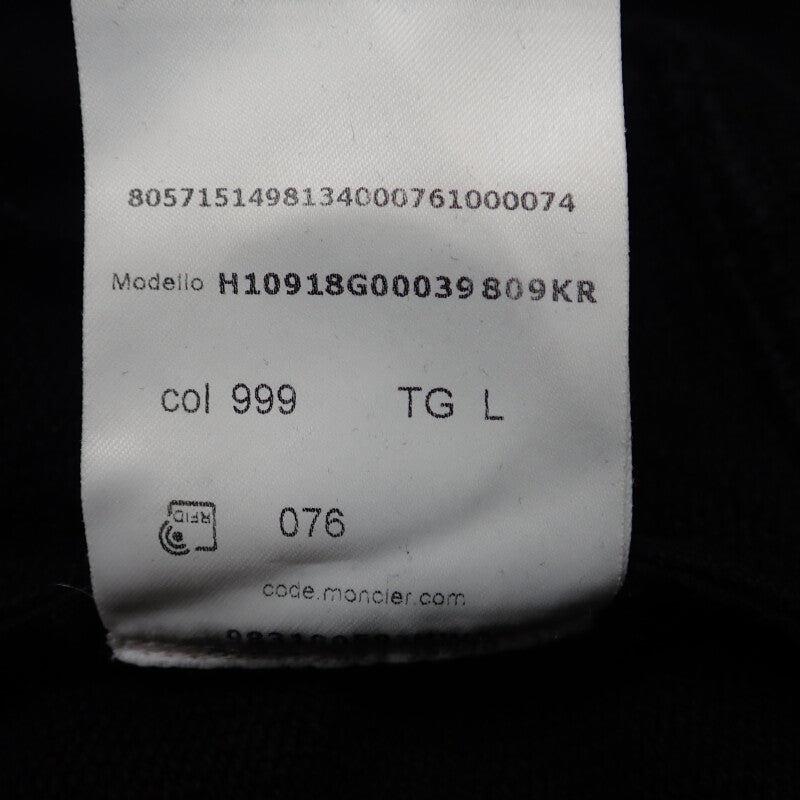 8057151498134000761000074
Modello H10918G00039 809KR
col 999 TG L
RFID 076
code.moncler.com